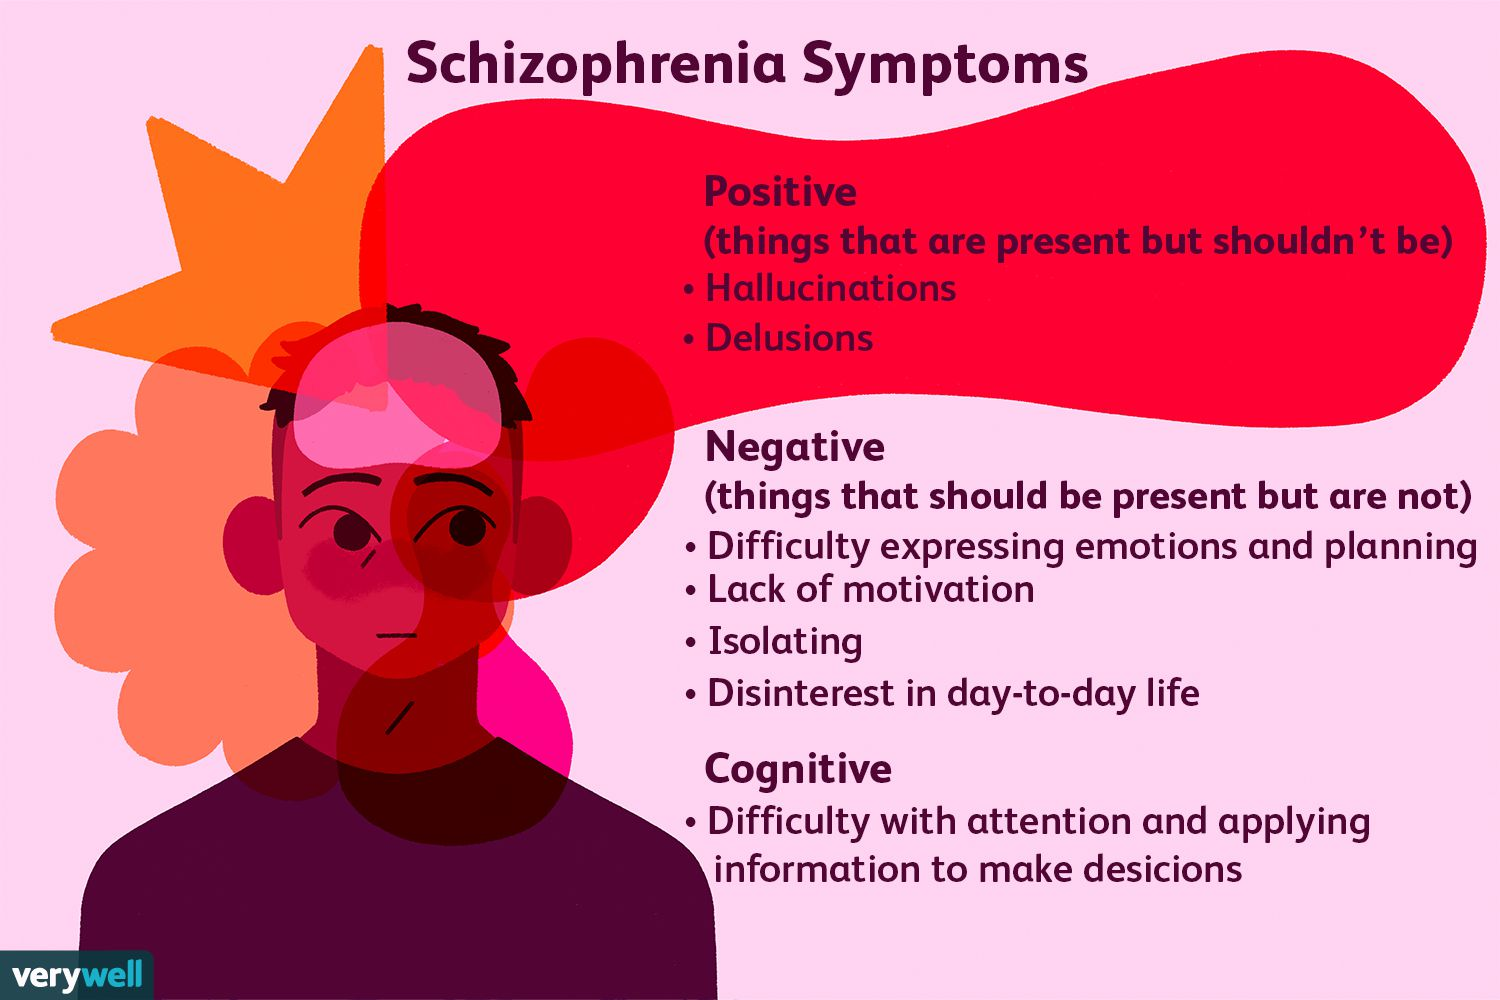 Schizophrenia Symptoms
Positive
(things that are present but shouldn’t be)
• Hallucinations
• Delusions
Negative
(things that should be present but are not)
• Difficulty expressing emotions and planning
• Lack of motivation
• Isolating
• Disinterest in day-to-day life
Cognitive
• Difficulty with attention and applying
information to make desicions
verywell